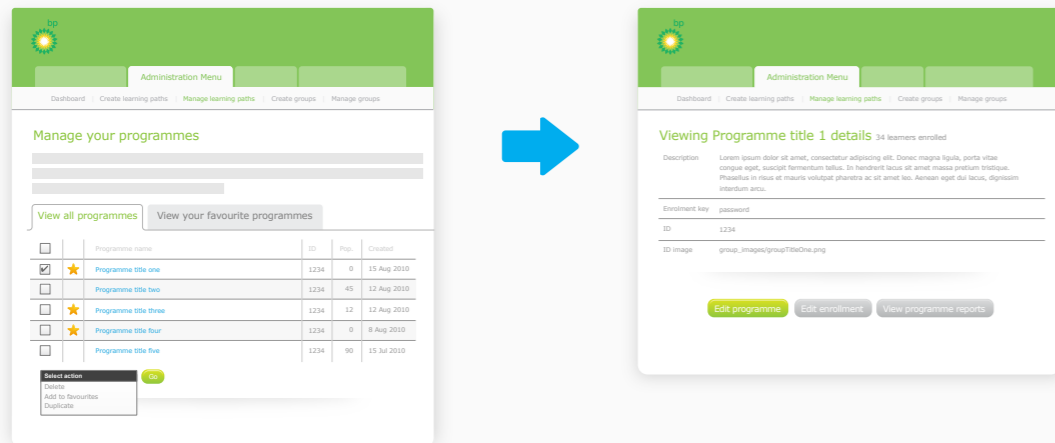 bp
Administration Menu
Dashboard Create learning paths Manage learning paths Create groups Manage groups
Manage your programmes
View all programmes View your favourite programmes
Programme name ID Pop. Created
Programme title one 1234 0 15 Aug 2010
Programme title two 1234 45 12 Aug 2010
Programme title three 1234 12 12 Aug 2010
Programme title four 1234 0 8 Aug 2010
Programme title five 1234 90 15 Jul 2010
Select action Go
Delete
Add to favourites
Duplicate
bp
Administration Menu
Dashboard Create learning paths Manage learning paths Create groups Manage groups
Viewing Programme title 1 details 34 learners enrolled
Description Lorem ipsum dolor sit amet, consectetur adipiscing elit. Donec magna ligula, porta vitae
congue eget, suscipit fermentum tellus. In hendrerit lacus sit amet massa pretium tristique.
Phasellus in risus et mauris volutpat pharetra ac sit amet leo. Aenean eget dui lacus, dignissim
interdum arcu.
Enrolment key password
ID 1234
ID image group_images/groupTitleOne.png
Edit programme Edit enrollment View programme reports